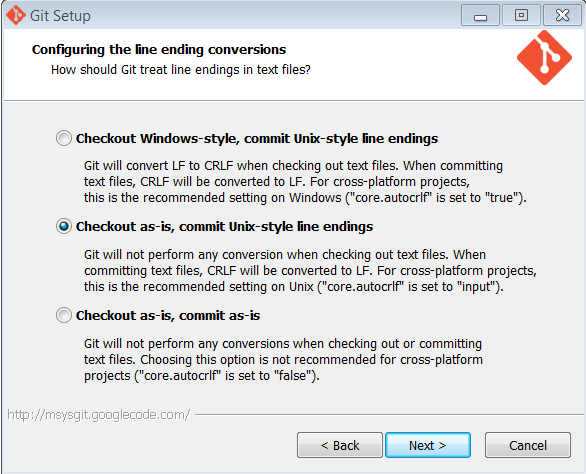 Git Setup
Configuring the line ending conversions
How should Git treat line endings in text files?
Checkout Windows-style, commit Unix-style line endings
Git will convert LF to CRLF when checking out text files. When committing
text files, CRLF will be converted to LF. For cross-platform projects,
this is the recommended setting on Windows ("core.autocrlf" is set to "true").
Checkout as-is, commit Unix-style line endings
Git will not perform any conversion when checking out text files. When
committing text files, CRLF will be converted to LF. For cross-platform projects,
this is the recommended setting on Unix ("core.autocrlf" is set to "input").
Checkout as-is, commit as-is
Git will not perform any conversions when checking out or committing
text files. Choosing this option is not recommended for cross-platform
projects ("core.autocrlf" is set to "false").
http://msysgit.googlecode.com/
< Back
Next >
Cancel